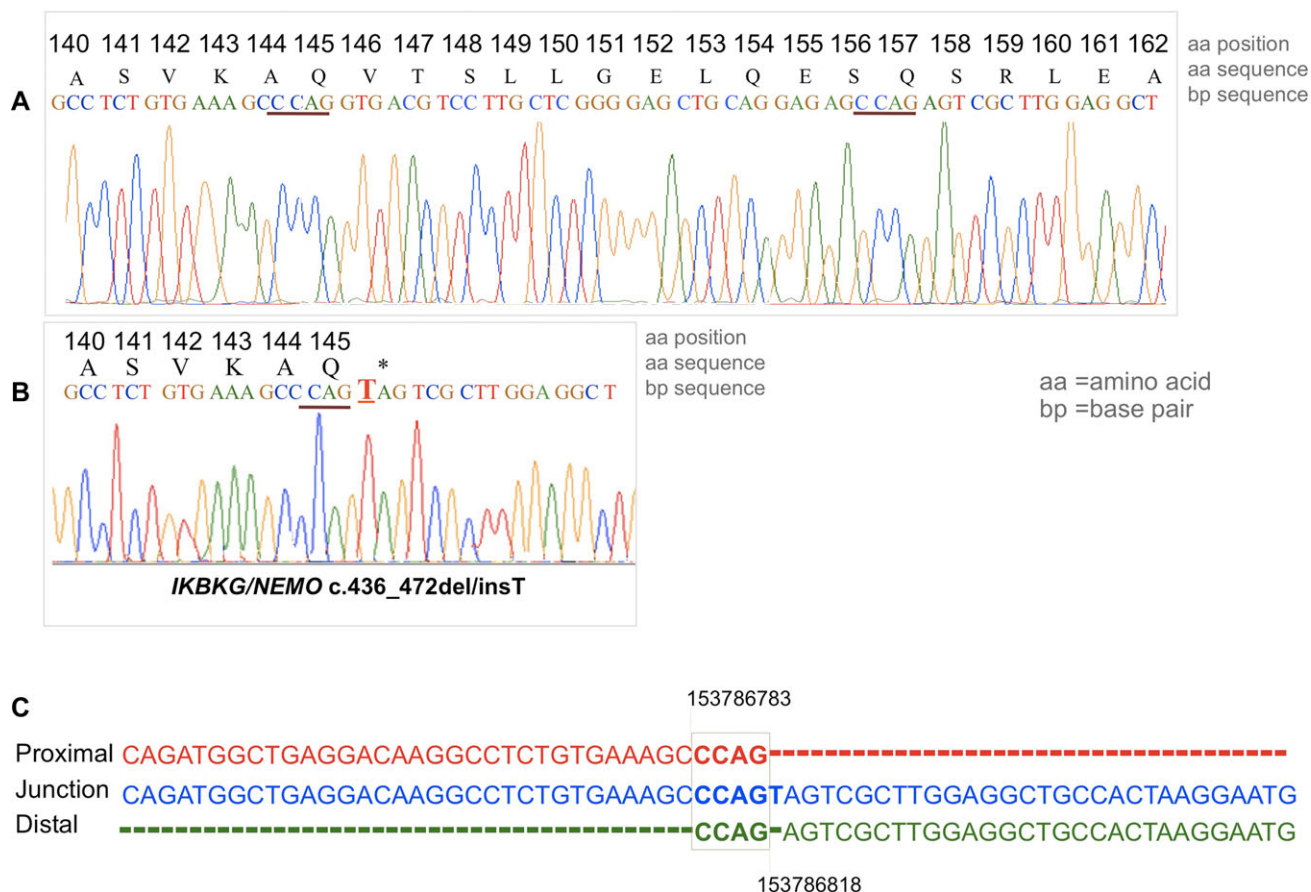 140 141 142 143 144 145 146 147 148 149 150 151 152 153 154 155 156 157 158 159 160 161 162 aa position
A S V K A Q V T S L L G E L Q E S Q S R L E A aa sequence
A GCC TCT GTG AAA GCC CAG GTG ACG TCC TTG CTC GGG GAG CTG CAG GAG AGC CAG AGT CGC TTG GAG GCT bp sequence
140 141 142 143 144 145 aa position
A S V K A Q * aa sequence
B GCC TCT GTG AAA GCC CAG T AG TCG CTT GGA GGC T bp sequence
aa =amino acid
bp =base pair
IKBKG/NEMO c.436_472del/insT
C
153786783
Proximal CAGATGGCTGAGGACAAGGCCTCTGTGAAAGCCCAG
Junction CAGATGGCTGAGGACAAGGCCTCTGTGAAAGCCCAGTAGTCGCTTGGAGGCTGCCACTAAGGAATG
Distal CCAG-AGTCGCTTGGAGGCTGCCACTAAGGAATG
153786818